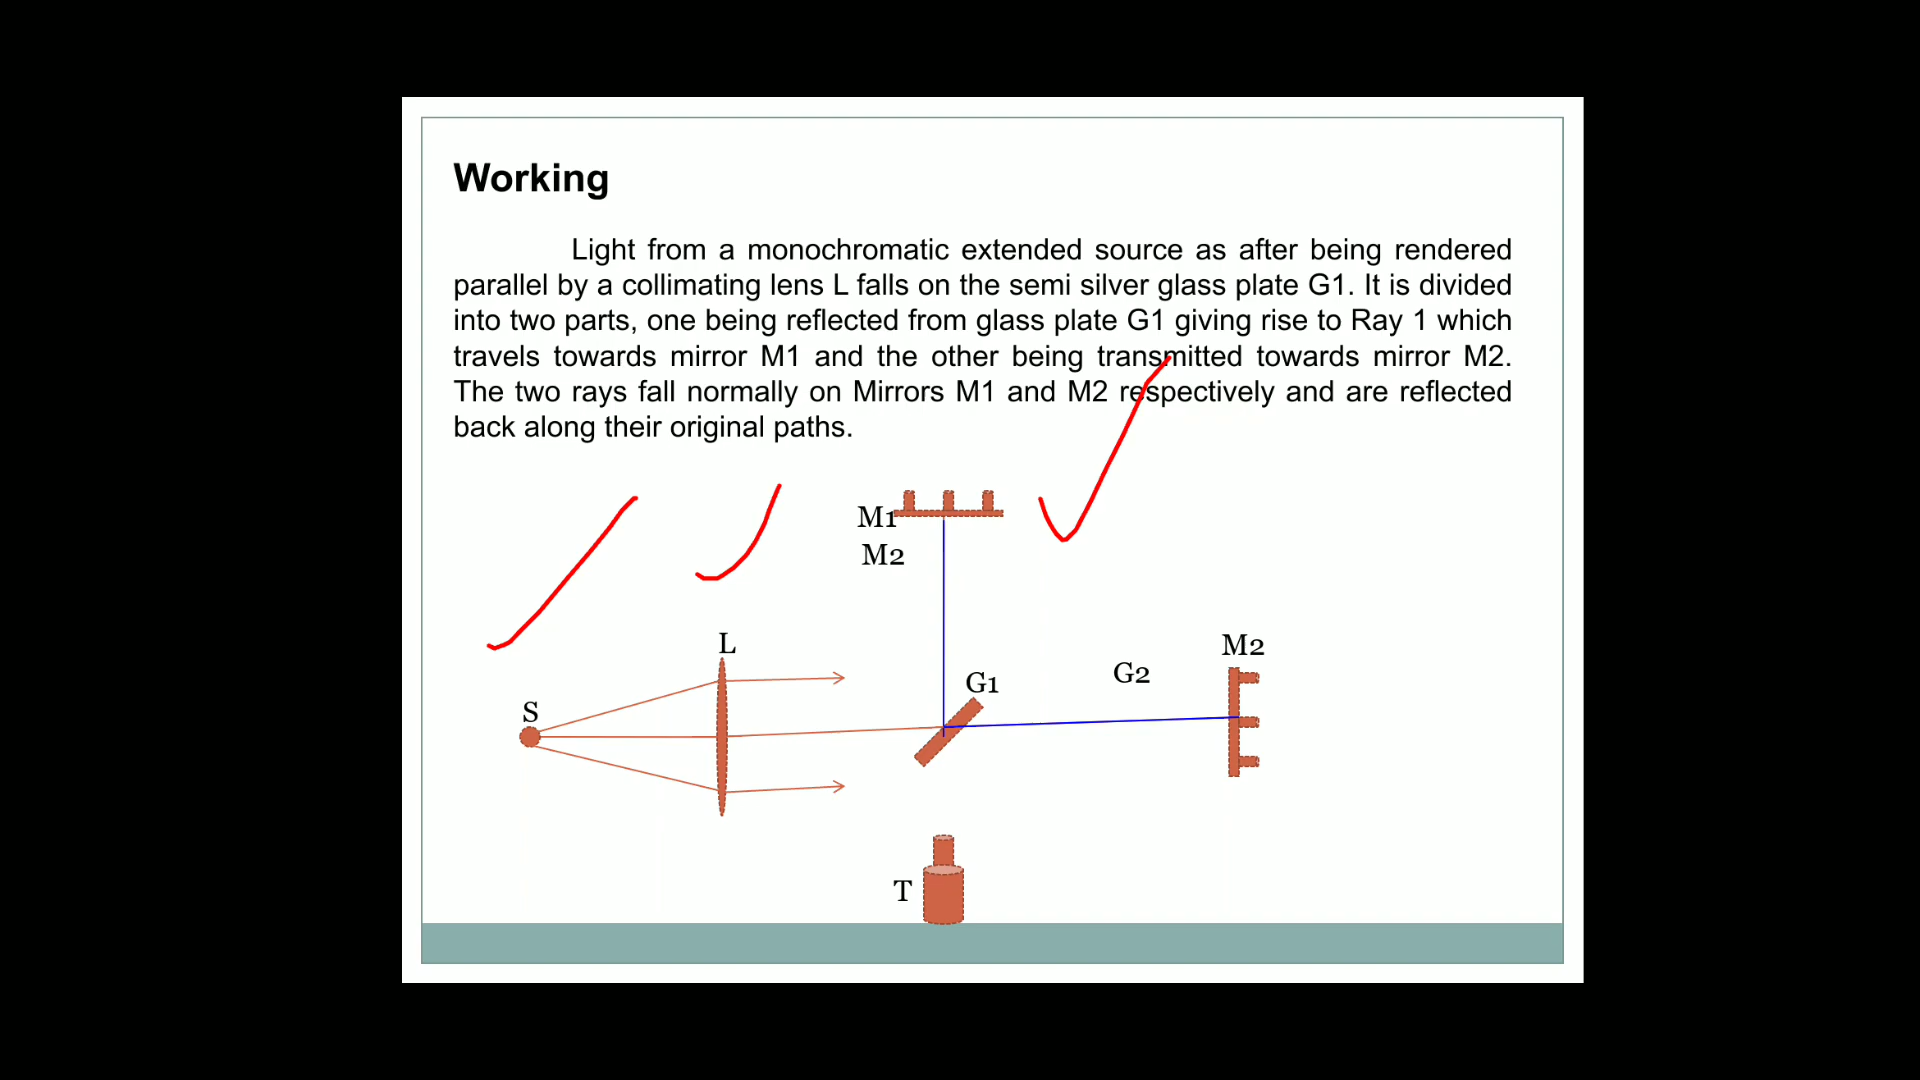 Working
Light from a monochromatic extended source as after being rendered
parallel by a collimating lens L falls on the semi silver glass plate G1. It is divided
into two parts, one being reflected from glass plate G1 giving rise to Ray 1 which
travels towards mirror M1 and the other being transmitted towards mirror M2.
The two rays fall normally on Mirrors M1 and M2 respectively and are reflected
back along their original paths.
M1
M2
L
M2
G2
G1
S
T